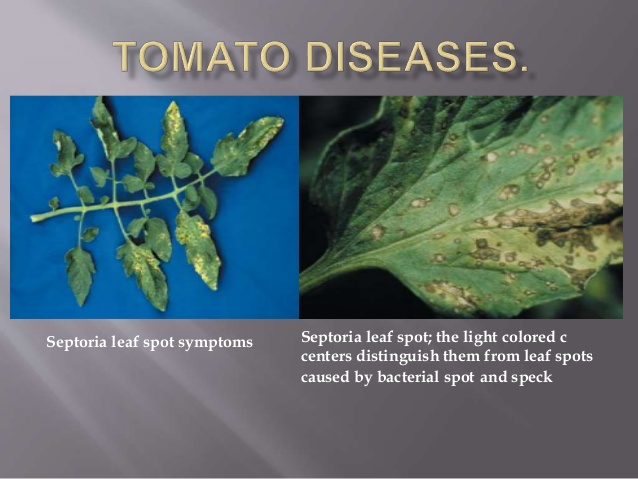 TOMATO DISEASES.
Septoria leaf spot symptoms
Septoria leaf spot; the light colored c
centers distinguish them from leaf spots
caused by bacterial spot and speck